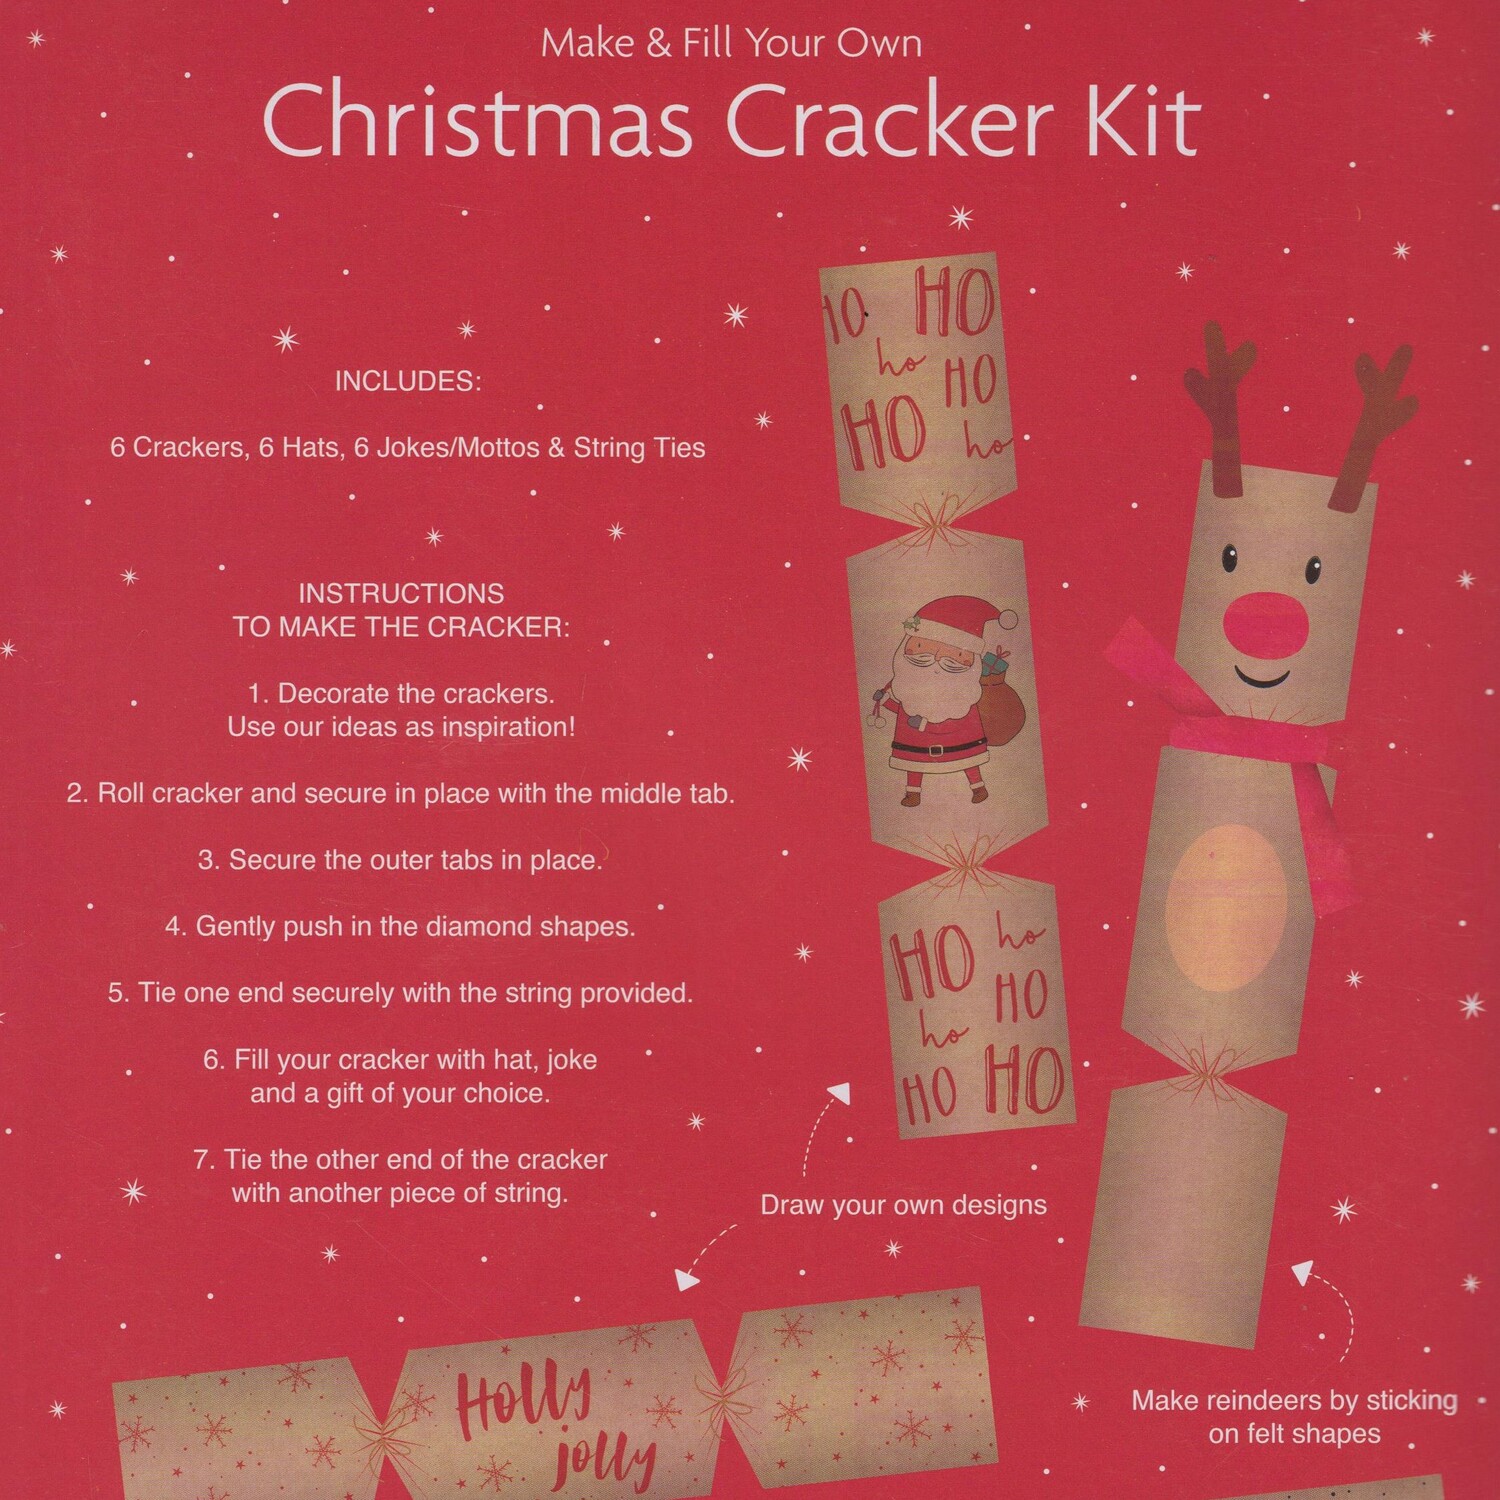 Make & Fill Your Own
Christmas Cracker Kit
INCLUDES:
6 Crackers, 6 Hats, 6 Jokes/Mottos & String Ties
INSTRUCTIONS
TO MAKE THE CRACKER:
1. Decorate the crackers.
Use our ideas as inspiration!
2. Roll cracker and secure in place with the middle tab.
3. Secure the outer tabs in place.
4. Gently push in the diamond shapes.
5. Tie one end securely with the string provided.
6. Fill your cracker with hat, joke
and a gift of your choice.
7. Tie the other end of the cracker
with another piece of string.
HO HO
ho HO
HO ho
HO ho
HO
ho
HO HO
Draw your own designs
Holly
jolly
Make reindeers by sticking
on felt shapes